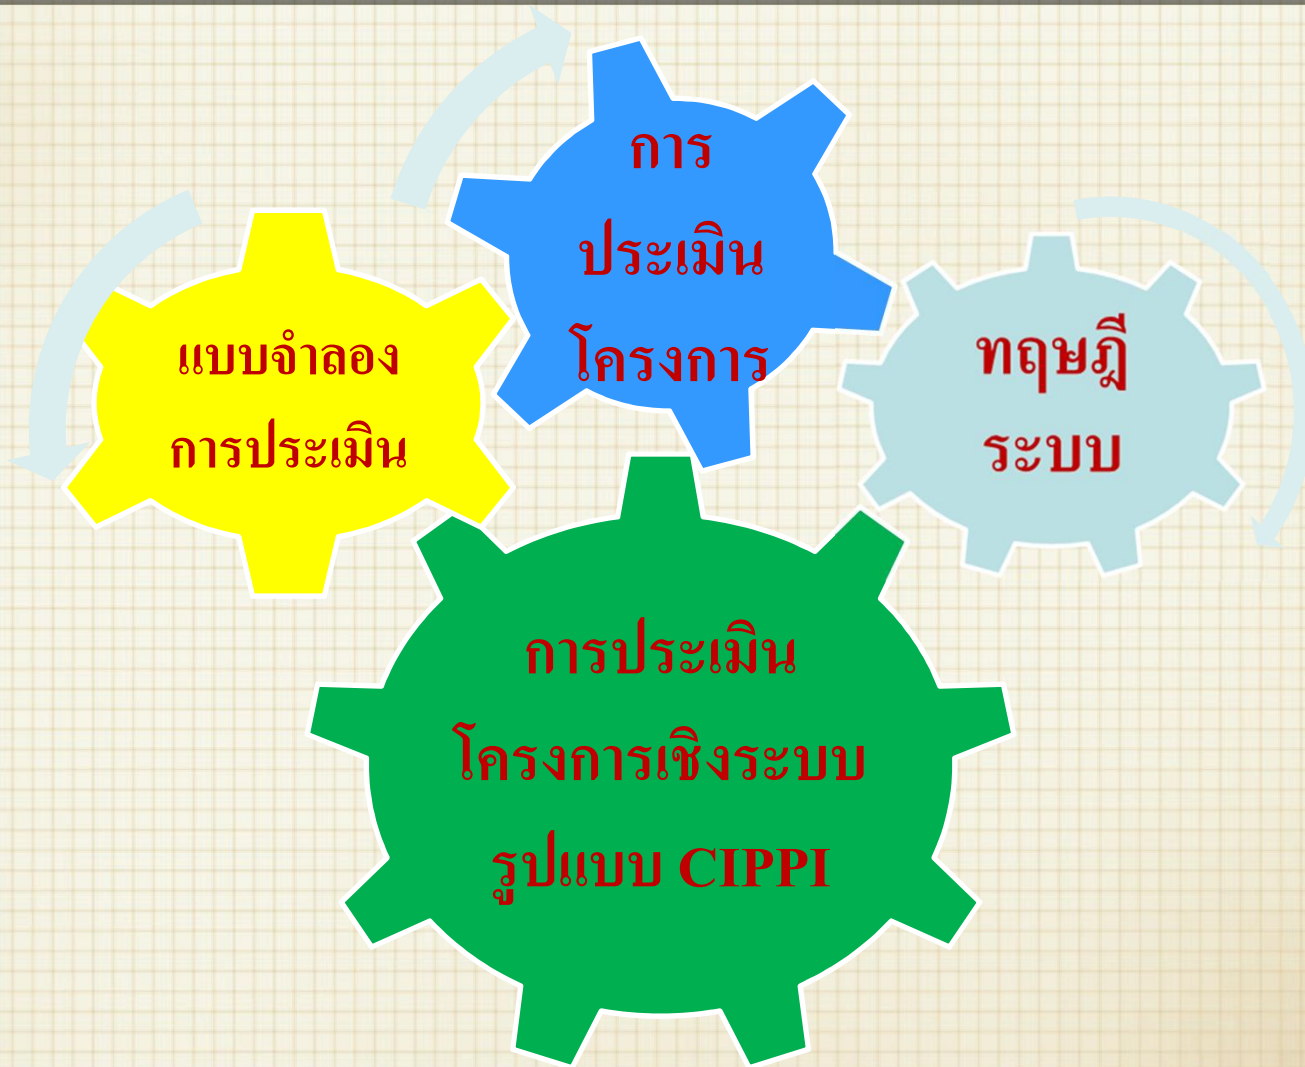 การ
ประเมิน
โครงการ
แบบจำลอง
การประเมิน
ทฤษฎี
ระบบ
การประเมิน
โครงการเชิงระบบ
รูปแบบ CIPPI